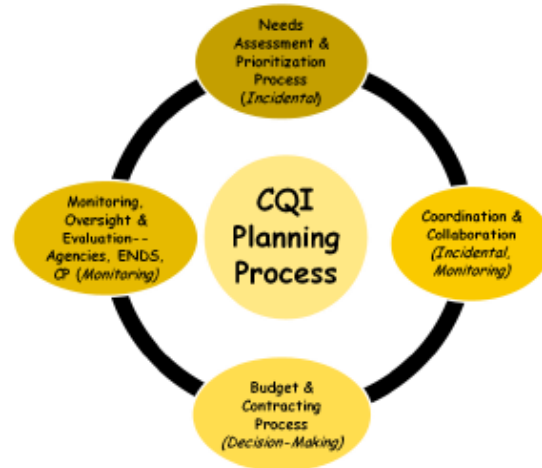 Needs
Assessment &
Prioritization
Process
(Incidental)
Monitoring,
Oversight &
Evaluation--
Agencies, ENDS,
CP (Monitoring)
CQI
Planning
Process
Coordination &
Collaboration
(Incidental,
Monitoring)
Budget &
Contracting
Process
(Decision-Making)